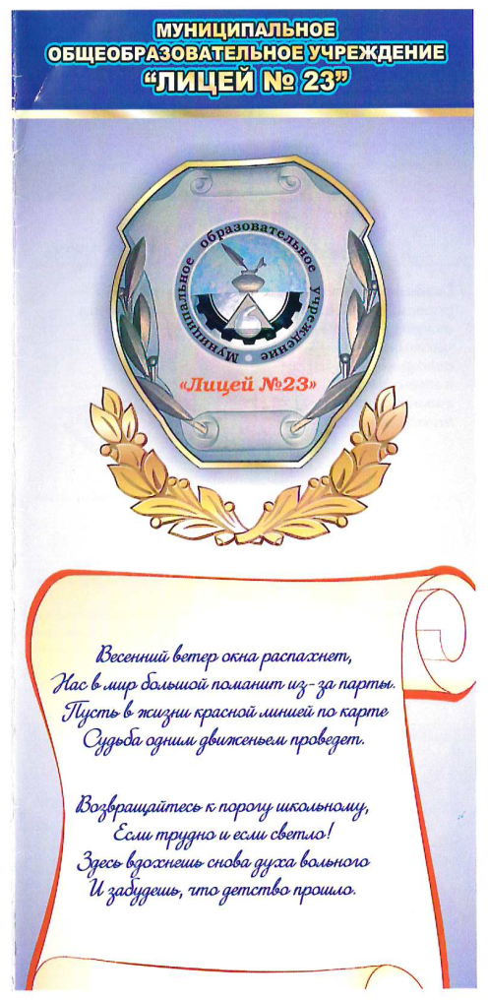 МУНИЦИПАЛЬНОЕ
ОБЩЕОБРАЗОВАТЕЛЬНОЕ УЧРЕЖДЕНИЕ
“ЛИЦЕЙ № 23”
Муниципальное образовательное учреждение
«Лицей №23»
Весенний ветер окна распахнет,
Нас в мир большой поманит из-за парты.
Пусть в жизни красной линией по карте
Судьба одним движеньем проведет.
Возвращайтесь к порогу школьному,
Если трудно и если светло!
Здесь вдохнешь снова духа вольного
И забудешь, что детство прошло.